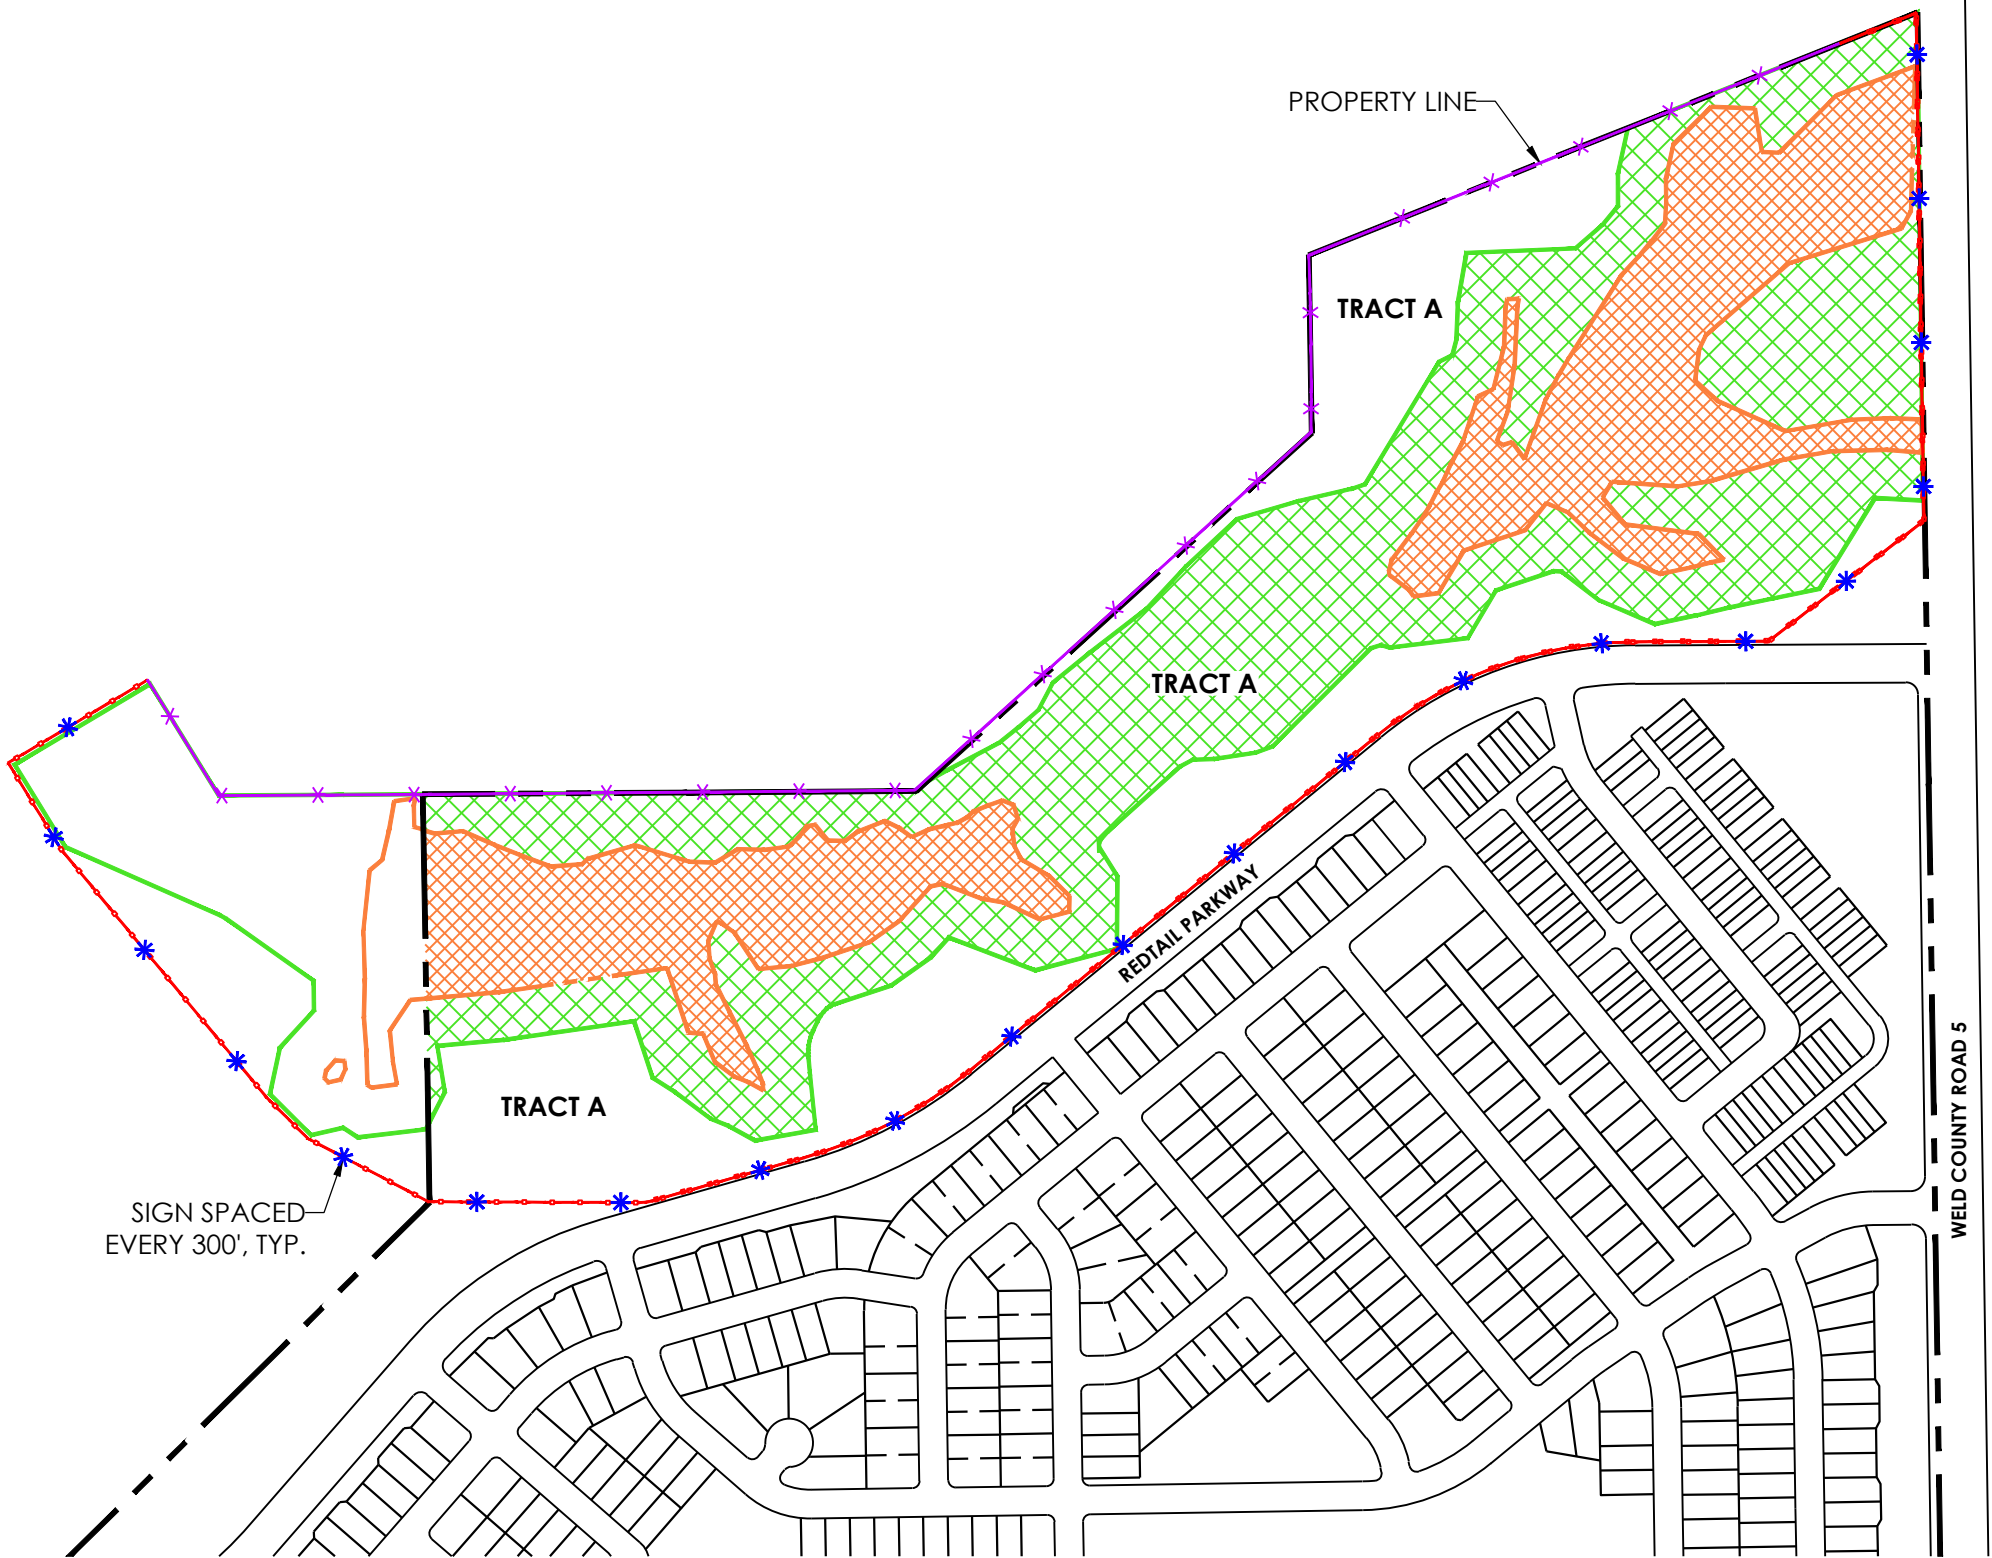 PROPERTY LINE
TRACT A
TRACT A
REDTAIL PARKWAY
TRACT A
WELD COUNTY ROAD 5
SIGN SPACED
EVERY 300', TYP.